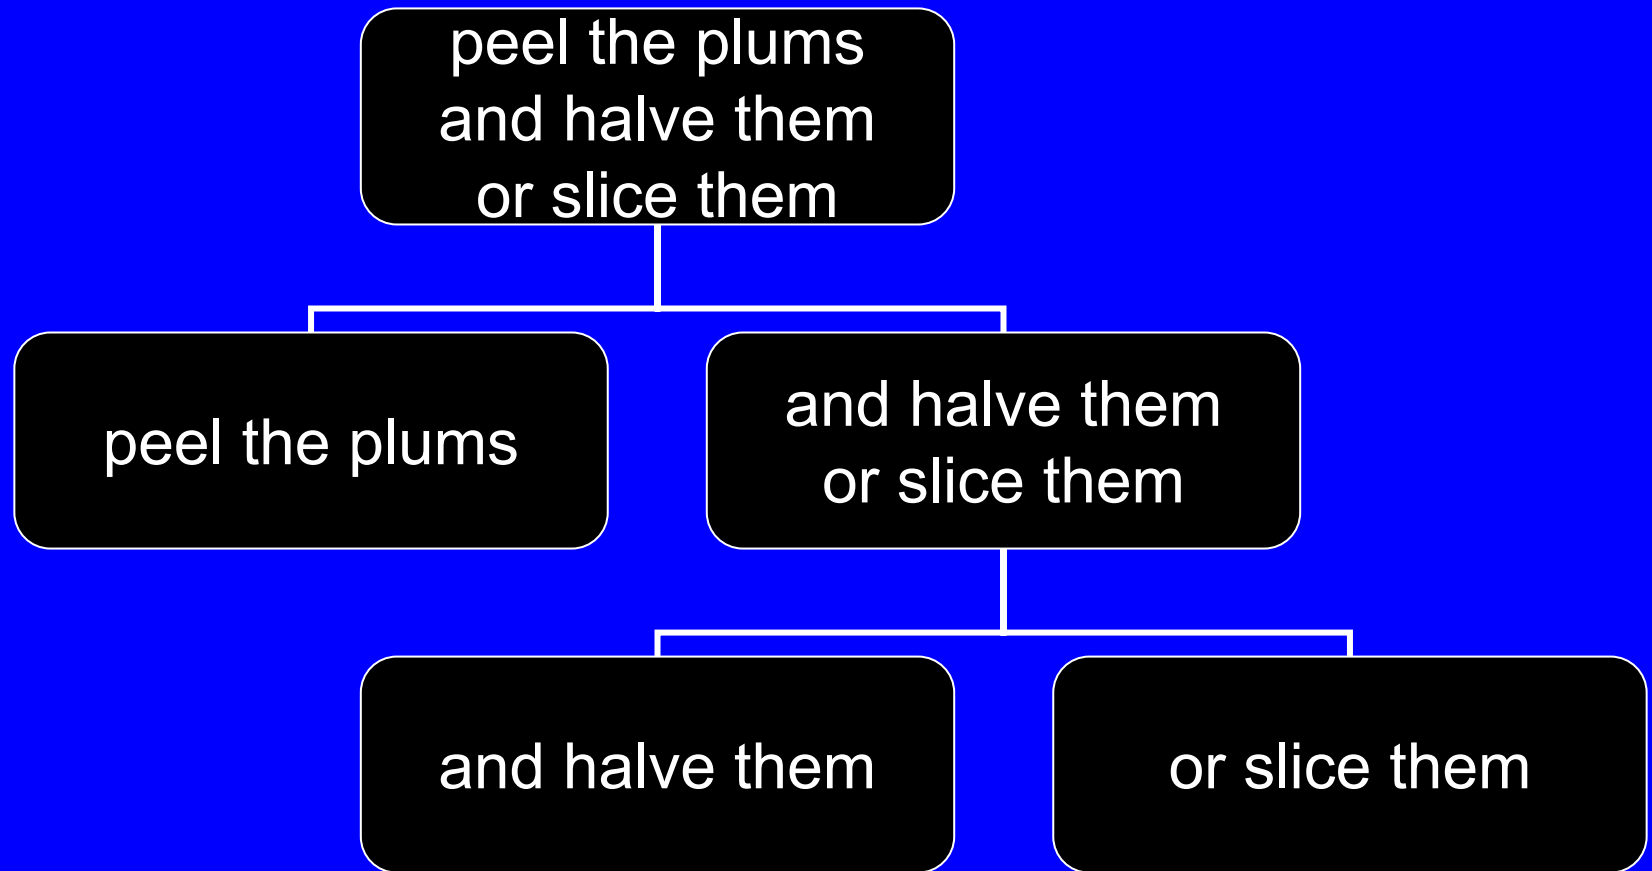 peel the plums
and halve them
or slice them
peel the plums
and halve them
or slice them
and halve them
or slice them